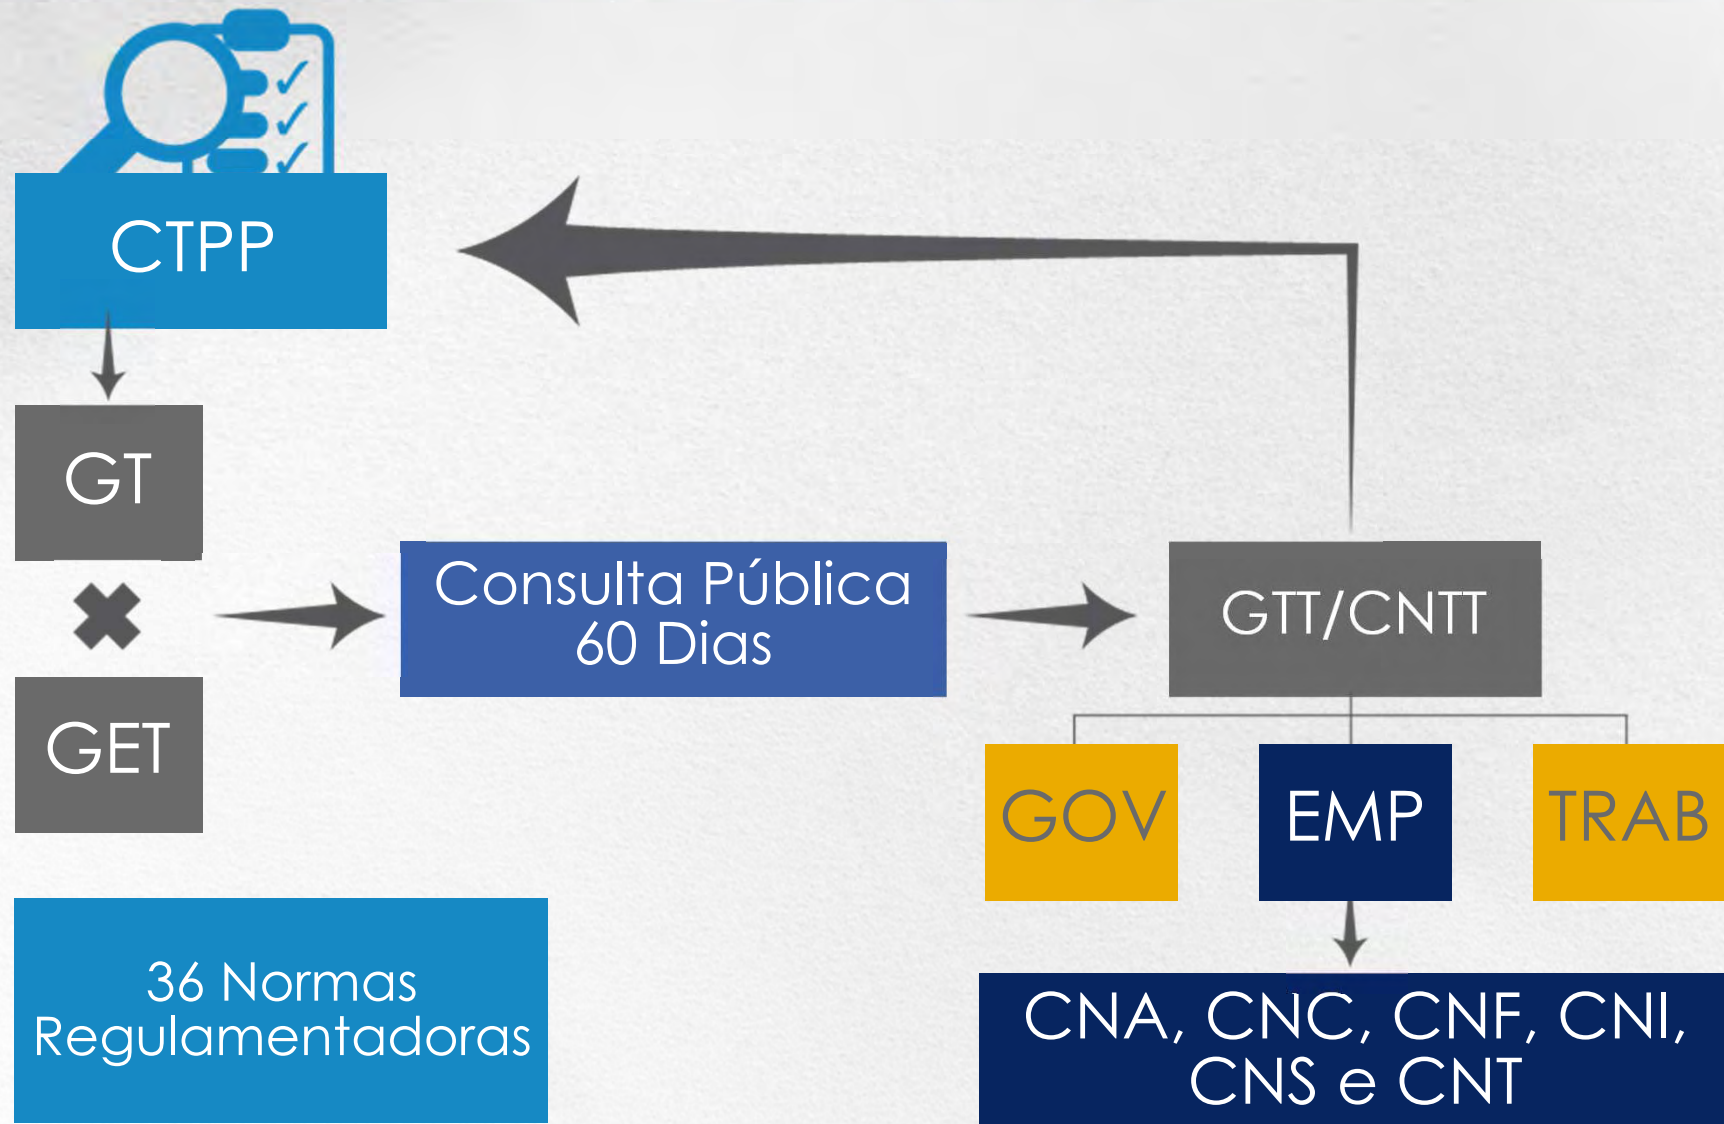 CTPP
GT
GET
Consulta Pública
60 Dias
GTT/CNTT
GOV
EMP
TRAB
36 Normas
Regulamentadoras
CNA, CNC, CNF, CNI,
CNS e CNT